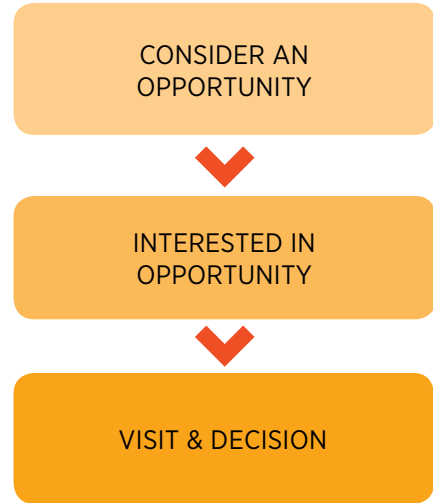 CONSIDER AN
OPPORTUNITY
INTERESTED IN
OPPORTUNITY
VISIT & DECISION